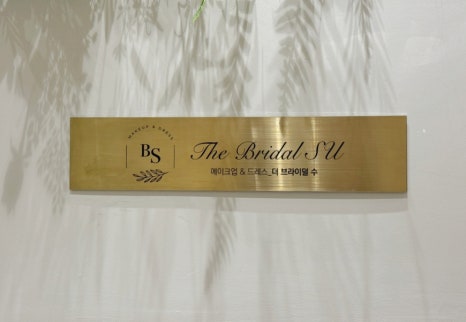 MAKEUP & DRESS
BS
The Bridal SU
메이크업 & 드레스_더 브라이덜 수